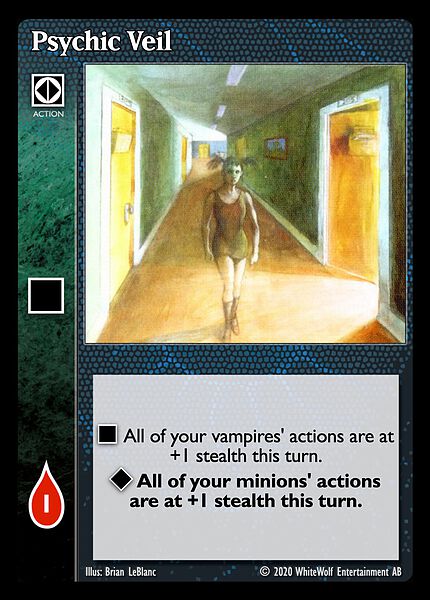 Psychic Veil
ACTION
All of your vampires' actions are at
+1 stealth this turn.
All of your minions' actions
are at +1 stealth this turn.
1
Illus: Brian LeBlanc
© 2020 WhiteWolf Entertainment AB